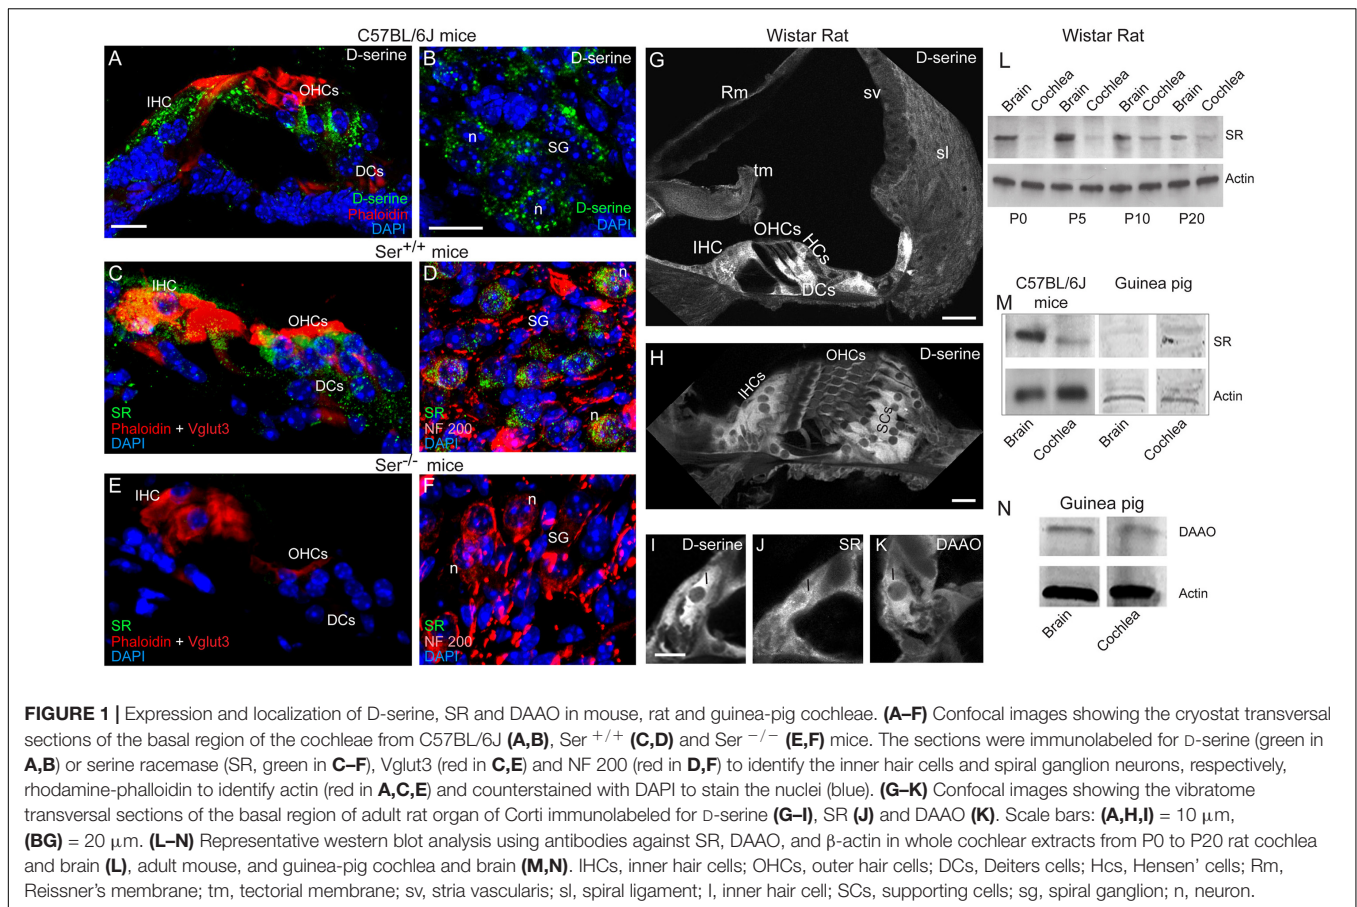 C57BL/6J mice
A
D-serine
IHC
OHCs
DCs
D-serine
Phaloidin
DAPI
B
D-serine
n
SG
n
D-serine
DAPI
Ser+/+ mice
C
IHC
OHCs
DCs
SR
Phaloidin + Vglut3
DAPI
D
n
SG
n
SR
NF 200
DAPI
Ser-/- mice
E
IHC
OHCs
DCs
SR
Phaloidin + Vglut3
DAPI
F
n
SG
n
SR
NF 200
DAPI
Wistar Rat
G
D-serine
Rm
sv
sl
tm
OHCs
HCs
IHC
DCs
H
OHCs
D-serine
IHCs
SCs
I
D-serine
I
J
SR
I
K
DAAO
I
Wistar Rat
L
Brain Cochlea Brain Cochlea Brain Cochlea Brain Cochlea
SR
Actin
P0 P5 P10 P20
C57BL/6J
mice
Guinea pig
M
SR
Actin
Brain Cochlea Brain Cochlea
N
Guinea pig
DAAO
Actin
Brain Cochlea
FIGURE 1 | Expression and localization of D-serine, SR and DAAO in mouse, rat and guinea-pig cochleae. (A–F) Confocal images showing the cryostat transversal
sections of the basal region of the cochleae from C57BL/6J (A,B), Ser +/+ (C,D) and Ser −/− (E,F) mice. The sections were immunolabeled for D-serine (green in
A,B) or serine racemase (SR, green in C–F), Vglut3 (red in C,E) and NF 200 (red in D,F) to identify the inner hair cells and spiral ganglion neurons, respectively,
rhodamine-phalloidin to identify actin (red in A,C,E) and counterstained with DAPI to stain the nuclei (blue). (G–K) Confocal images showing the vibratome
transversal sections of the basal region of adult rat organ of Corti immunolabeled for D-serine (G–I), SR (J) and DAAO (K). Scale bars: (A,H,I) = 10 μm,
(BG) = 20 μm. (L–N) Representative western blot analysis using antibodies against SR, DAAO, and β-actin in whole cochlear extracts from P0 to P20 rat cochlea
and brain (L), adult mouse, and guinea-pig cochlea and brain (M,N). IHCs, inner hair cells; OHCs, outer hair cells; DCs, Deiters cells; Hcs, Hensen' cells; Rm,
Reissner's membrane; tm, tectorial membrane; sv, stria vascularis; sl, spiral ligament; I, inner hair cell; SCs, supporting cells; sg, spiral ganglion; n, neuron.